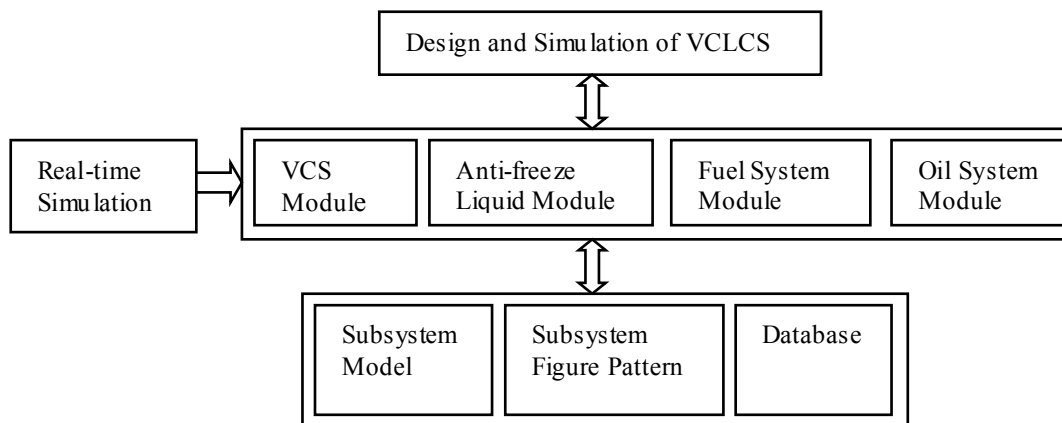 Design and Simulation of VCLCS
Real-time
Simulation
VCS
Module
Anti-freeze
Liquid Module
Fuel System
Module
Oil System
Module
Subsystem
Model
Subsystem
Figure Pattern
Database